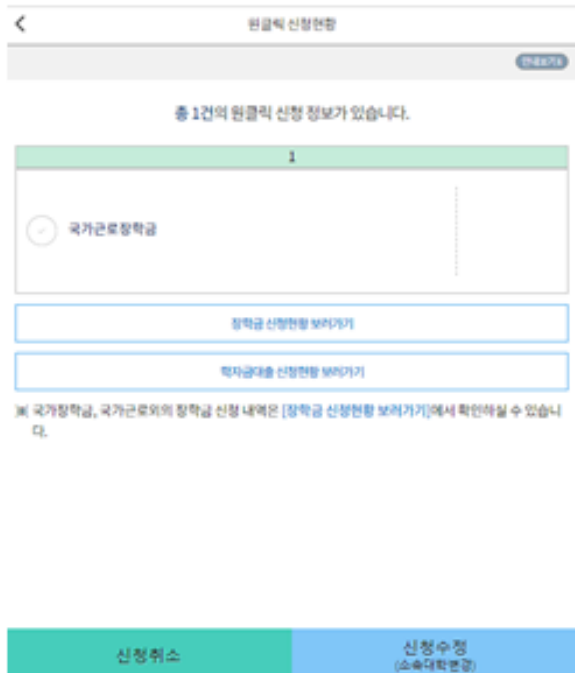 원클릭 신청현황
안내보기
총 1건의 원클릭 신청 정보가 있습니다.
1
국가근로장학금
장학금 신청현황 보러가기
학자금대출 신청현황 보러가기
※ 국가장학금, 국가근로외의 장학금 신청 내역은 [장학금 신청현황 보러가기]에서 확인하실 수 있습니
다.
신청취소
신청수정
(소속대학변경)